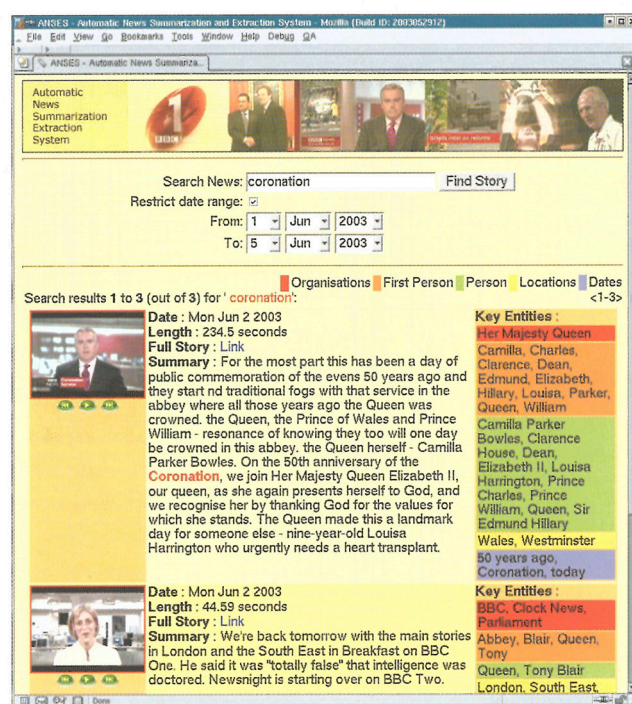 ANSES - Automatic News Summarization and Extraction System - Mozilla {Build ID: 2003052912}
File Edit View Go Bookmarks Tools Window Help Debug QA
ANSES - Automatic News Summariza...
Automatic
News
Summarization
Extraction
System
1
BBC
Search News: coronation Find Story
Restrict date range:
From: 1 Jun 2003
To: 5 Jun 2003
Organisations First Person Person Locations Dates
Search results 1 to 3 (out of 3) for ' coronation': <1-3>
Date : Mon Jun 2 2003
Length : 234.5 seconds
Full Story : Link
Summary : For the most part this has been a day of
public commemoration of the evens 50 years ago and
they start nd traditional fogs with that service in the
abbey where all those years ago the Queen was
crowned. the Queen, the Prince of Wales and Prince
William - resonance of knowing they too will one day
be crowned in this abbey. the Queen herself - Camilla
Parker Bowles. On the 50th anniversary of the
Coronation, we join Her Majesty Queen Elizabeth II,
our queen, as she again presents herself to God, and
we recognise her by thanking God for the values for
which she stands. The Queen made this a landmark
day for someone else - nine-year-old Louisa
Harrington who urgently needs a heart transplant.
Key Entities :
Her Majesty Queen
Camilla, Charles,
Clarence, Dean,
Edmund, Elizabeth,
Hillary, Louisa, Parker,
Queen, William
Camilla Parker
Bowles, Clarence
House, Dean,
Elizabeth II, Louisa
Harrington, Prince
Charles, Prince
William, Queen, Sir
Edmund Hillary
Wales, Westminster
50 years ago,
Coronation, today
Date : Mon Jun 2 2003
Length : 44.59 seconds
Full Story : Link
Summary : We're back tomorrow with the main stories
in London and the South East in Breakfast on BBC
One. He said it was "totally false" that intelligence was
doctored. Newsnight is starting over on BBC Two.
Key Entities :
BBC, Clock News,
Parliament
Abbey, Blair, Queen,
Tony
Queen, Tony Blair
London, South East,
Done